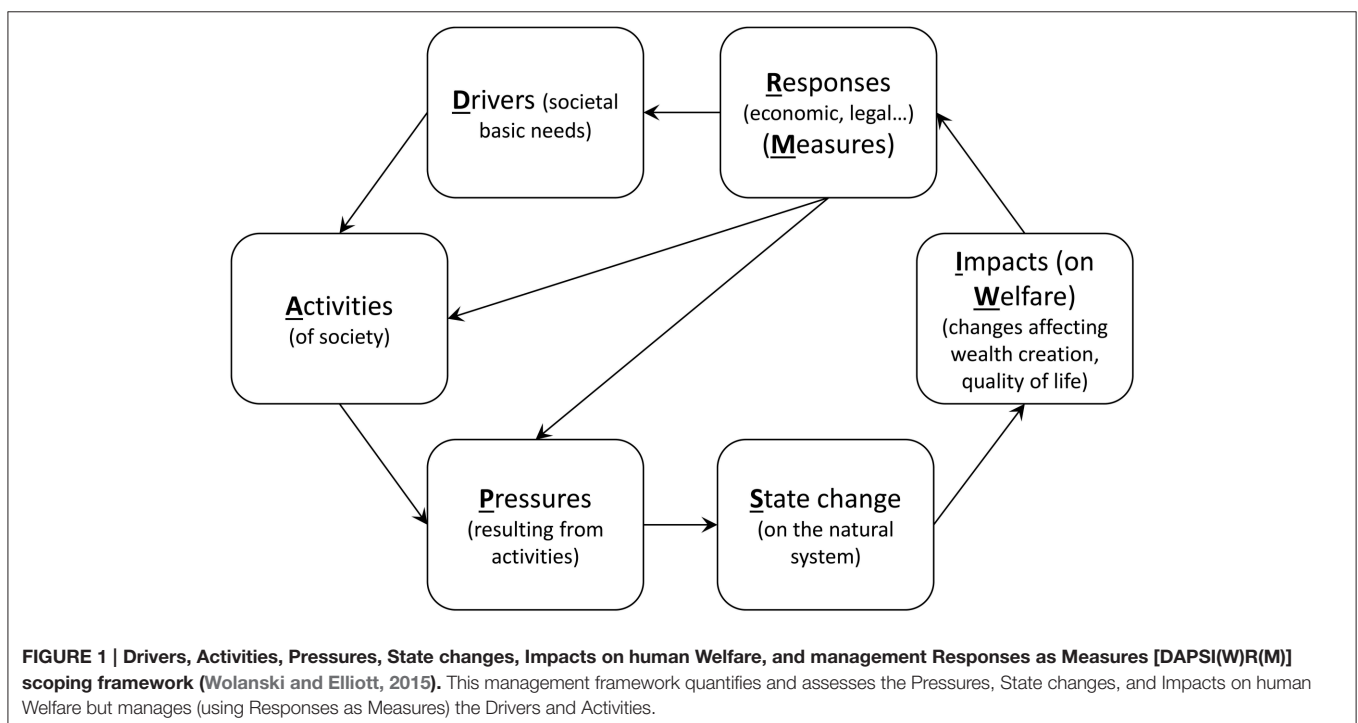 Drivers (societal
basic needs)
Responses
(economic, legal...)
(Measures)
Activities
(of society)
Impacts (on
Welfare)
(changes affecting
wealth creation,
quality of life)
Pressures
(resulting from
activities)
State change
(on the natural
system)
FIGURE 1 | Drivers, Activities, Pressures, State changes, Impacts on human Welfare, and management Responses as Measures [DAPSI(W)R(M)]
scoping framework (Wolanski and Elliott, 2015). This management framework quantifies and assesses the Pressures, State changes, and Impacts on human
Welfare but manages (using Responses as Measures) the Drivers and Activities.